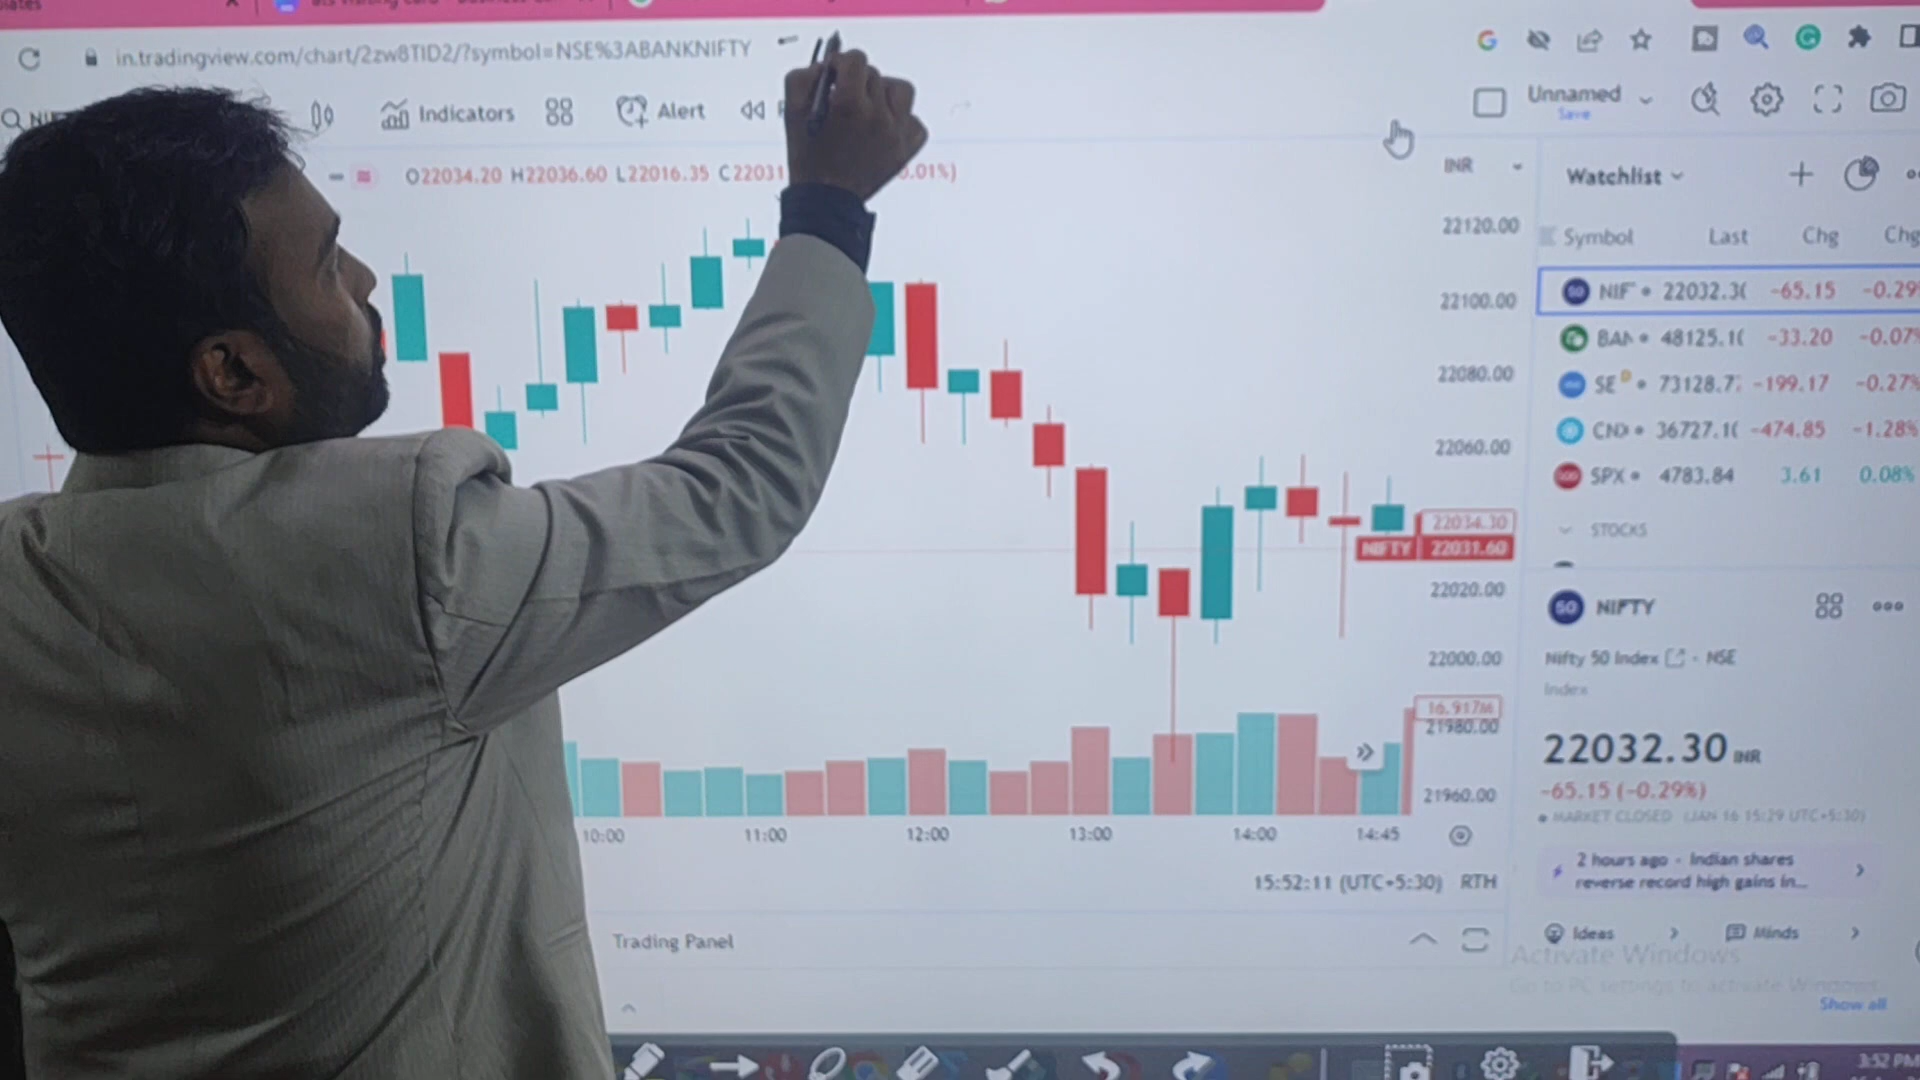 in.tradingview.com/chart/2zw8TID2/?symbol=NSE%3ABANKNIFTY
Indicators
Alert
Unnamed
Save
O22034.20 H22036.60 L22016.35 C22031
.01%)
INR
Watchlist
Symbol Last Chg Chg
22120.00
22100.00
22080.00
22060.00
22034.30
NIFTY 22031.60
22020.00
22000.00
16.917M
21980.00
21960.00
NIF 22032.3( -65.15 -0.29%
BAN 48125.1( -33.20 -0.07%
SE 73128.7 -199.17 -0.27%
CNX 36727.1( -474.85 -1.28%
SPX 4783.84 3.61 0.08%
STOCKS
50 NIFTY
Nifty 50 Index - NSE
Index
22032.30 INR
-65.15 (-0.29%)
MARKET CLOSED (JAN 16 15:29 UTC+5:30)
2 hours ago - Indian shares
reverse record high gains in...
10:00 11:00 12:00 13:00 14:00 14:45
15:52:11 (UTC+5:30) RTH
Trading Panel
Ideas
Minds
Activate Windows
Go to PC settings to activate Windows.
Show all
3:52 PM